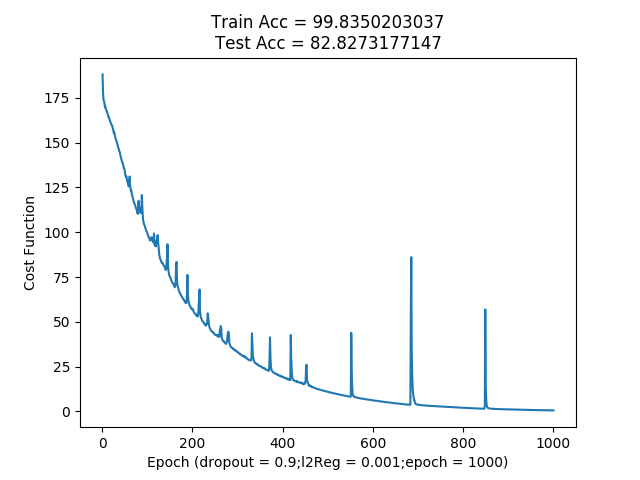 Train Acc = 99.8350203037
Test Acc = 82.8273177147
Cost Function
175
150
125
100
75
50
25
0
0 200 400 600 800 1000
Epoch (dropout = 0.9;l2Reg = 0.001;epoch = 1000)